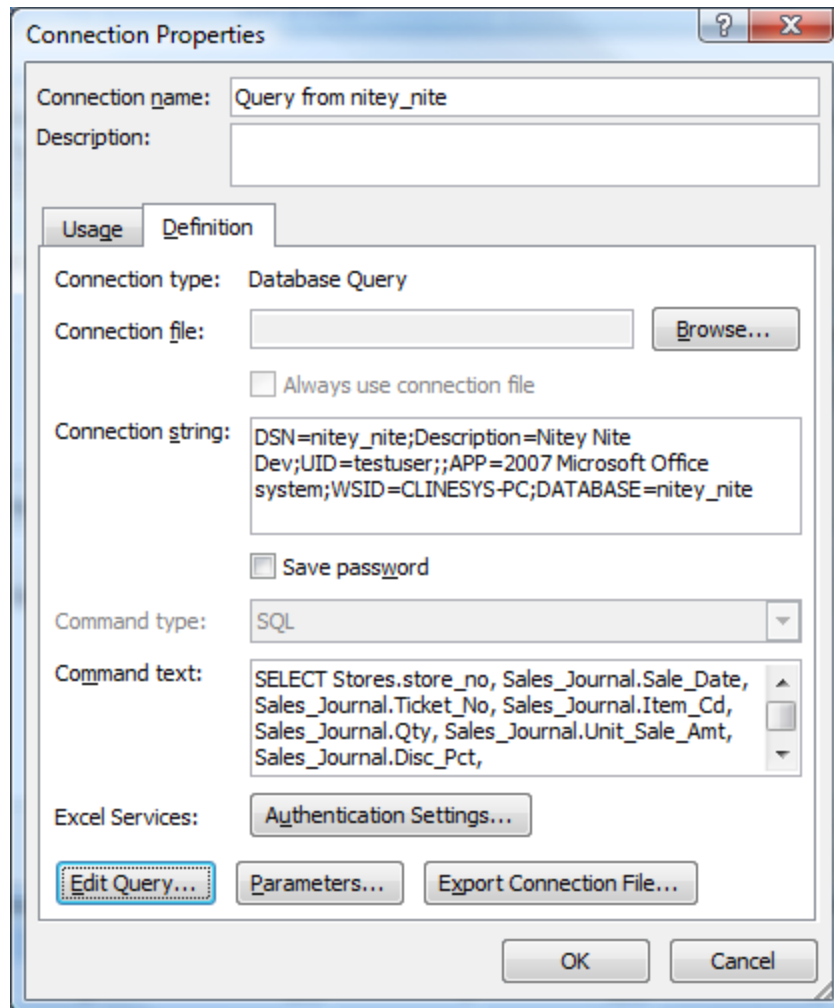 Connection Properties
Connection name: Query from nitey_nite
Description:
Usage Definition
Connection type: Database Query
Connection file: Browse...
Always use connection file
Connection string: DSN=nitey_nite;Description=Nitey Nite
Dev;UID=testuser;;APP=2007 Microsoft Office
system;WSID=CLINESYS-PC;DATABASE=nitey_nite
Save password
Command type: SQL
Command text: SELECT Stores.store_no, Sales_Journal.Sale_Date,
Sales_Journal.Ticket_No, Sales_Journal.Item_Cd,
Sales_Journal.Qty, Sales_Journal.Unit_Sale_Amt,
Sales_Journal.Disc_Pct,
Excel Services: Authentication Settings...
Edit Query... Parameters... Export Connection File...
OK Cancel